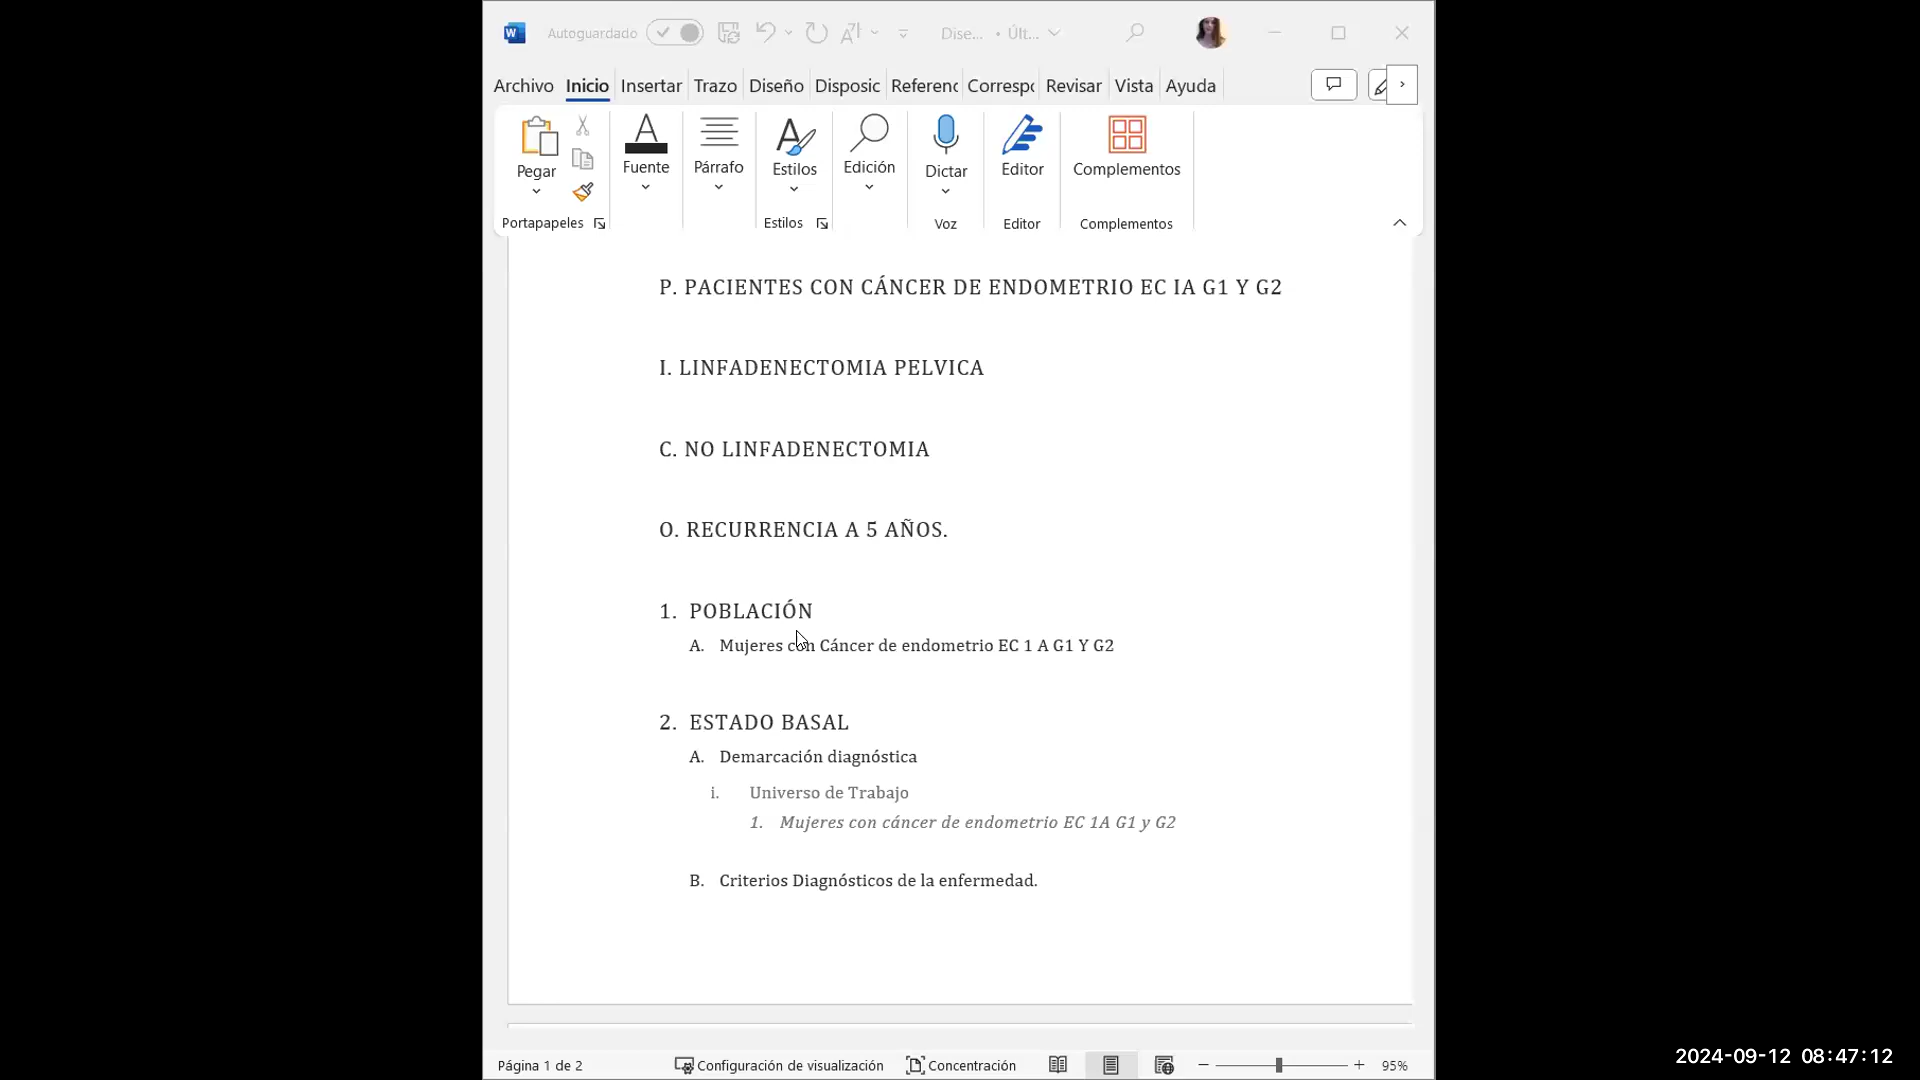 Autoguardado Dise... • Últ...
Archivo Inicio Insertar Trazo Diseño Disposic Referenc Correspo Revisar Vista Ayuda
Pegar Fuente Párrafo Estilos Edición Dictar Editor Complementos
Portapapeles Estilos Voz Editor Complementos
P. PACIENTES CON CÁNCER DE ENDOMETRIO EC IA G1 Y G2
I. LINFADENECTOMIA PELVICA
C. NO LINFADENECTOMIA
O. RECURRENCIA A 5 AÑOS.
1. POBLACIÓN
A. Mujeres con Cáncer de endometrio EC 1 A G1 Y G2
2. ESTADO BASAL
A. Demarcación diagnóstica
i. Universo de Trabajo
1. Mujeres con cáncer de endometrio EC 1A G1 y G2
B. Criterios Diagnósticos de la enfermedad.
Página 1 de 2 Configuración de visualización Concentración 95%
2024-09-12 08:47:12